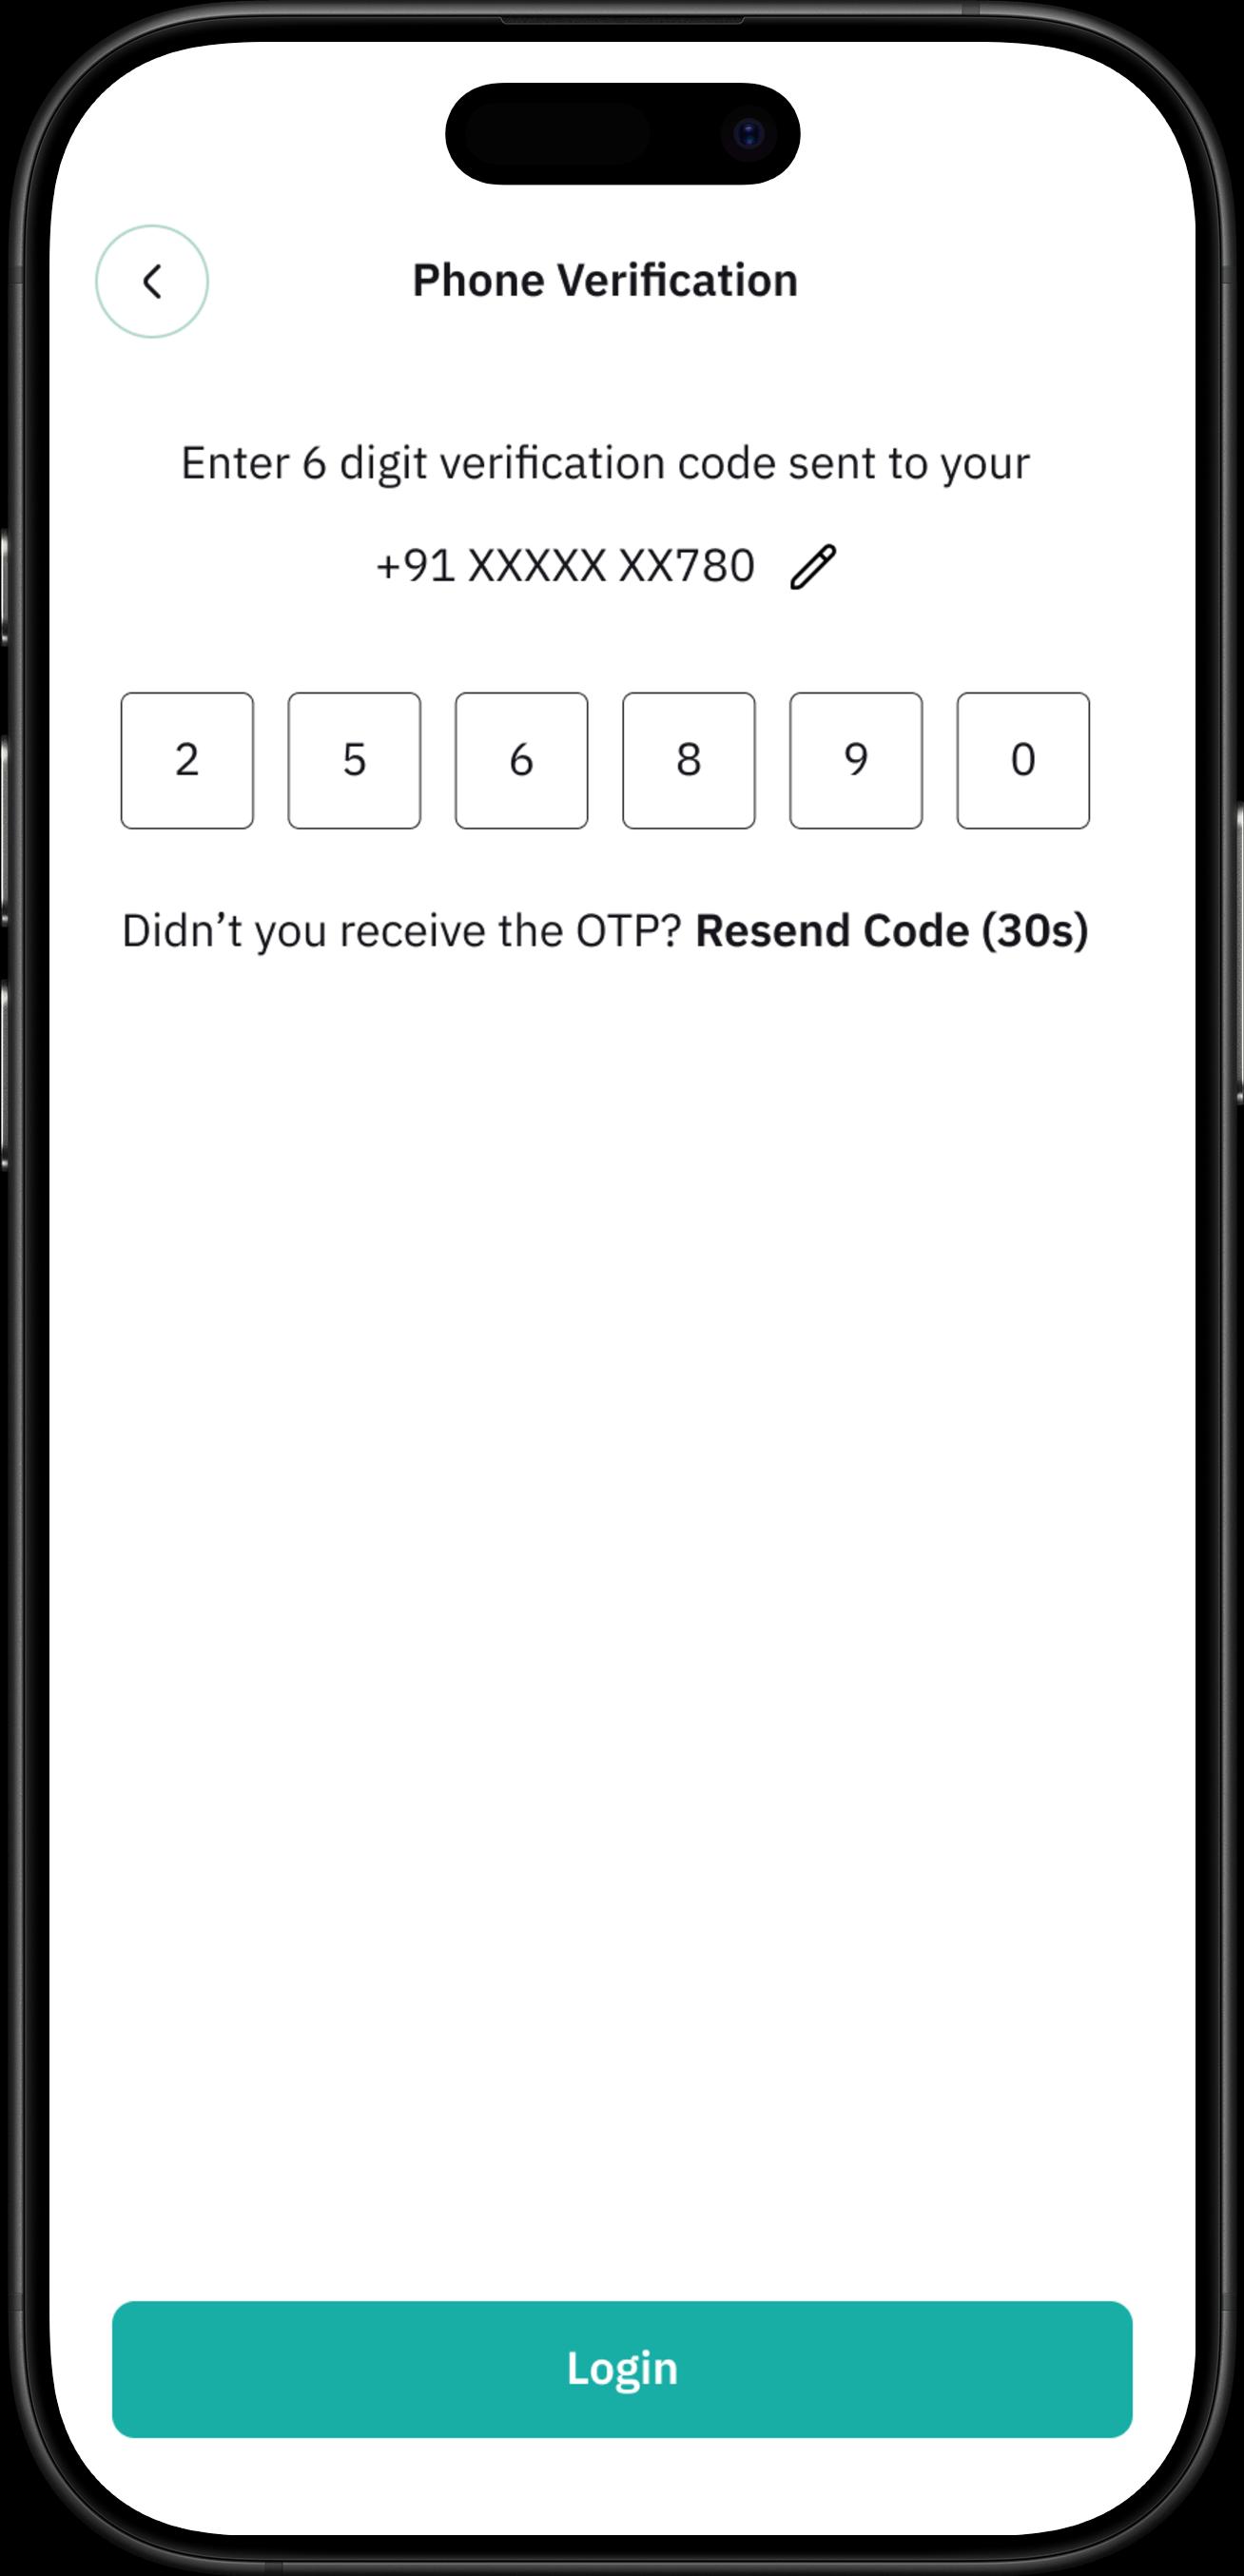 Phone Verification
Enter 6 digit verification code sent to your
+91 XXXXX XX780
2 5 6 8 9 0
Didn’t you receive the OTP? Resend Code (30s)
Login